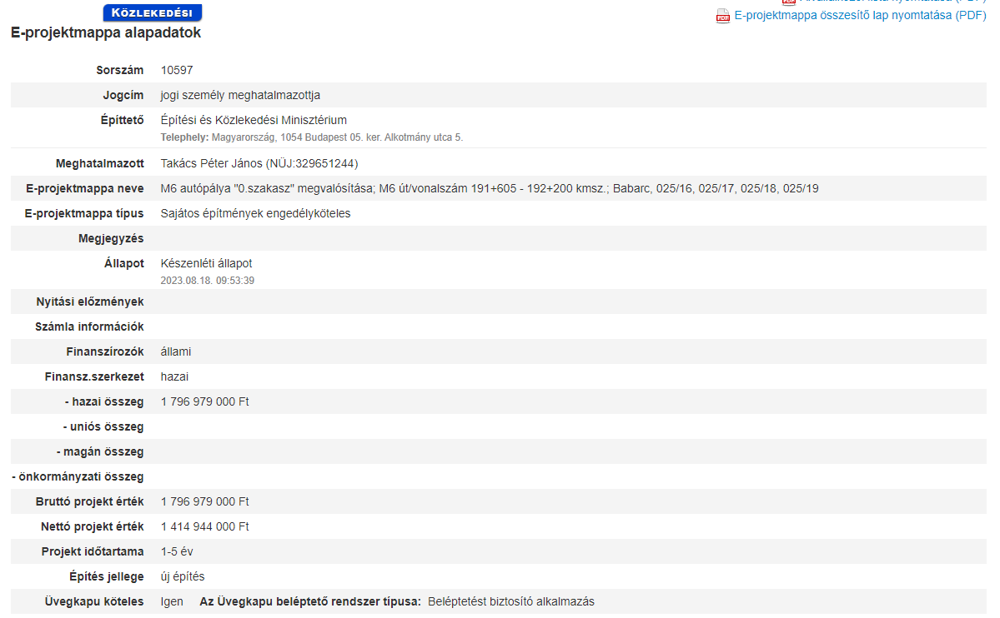 Közlekedési
E-projektmappa összesítő lap nyomtatása (PDF)
E-projektmappa alapadatok
Sorszám 10597
Jogcím jogi személy meghatalmazottja
Építtető Építési és Közlekedési Minisztérium
Telephely: Magyarország, 1054 Budapest 05. ker. Alkotmány utca 5.
Meghatalmazott Takács Péter János (NÜJ:329651244)
E-projektmappa neve M6 autópálya "0.szakasz" megvalósítása; M6 út/vonalszám 191+605 - 192+200 kmsz.; Babarc, 025/16, 025/17, 025/18, 025/19
E-projektmappa típus Sajátos építmények engedélyköteles
Megjegyzés
Állapot Készenléti állapot
2023.08.18. 09:53:39
Nyitási előzmények
Számla információk
Finanszírozók állami
Finansz.szerkezet hazai
- hazai összeg 1 796 979 000 Ft
- uniós összeg
- magán összeg
- önkormányzati összeg
Bruttó projekt érték 1 796 979 000 Ft
Nettó projekt érték 1 414 944 000 Ft
Projekt időtartama 1-5 év
Építés jellege új építés
Üvegkapu köteles Igen Az Üvegkapu beléptető rendszer típusa: Beléptetést biztosító alkalmazás